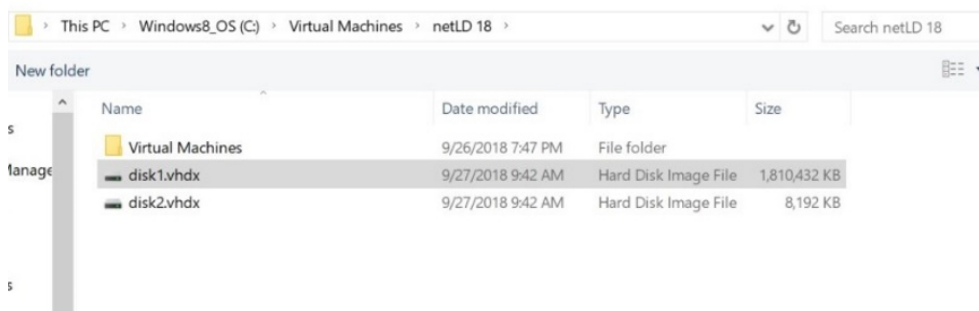 This PC > Windows8_OS (C:) > Virtual Machines > netLD 18 > Search netLD 18
New folder
Name Date modified Type Size
s
Virtual Machines 9/26/2018 7:47 PM File folder
Manage disk1.vhdx 9/27/2018 9:42 AM Hard Disk Image File 1,810,432 KB
disk2.vhdx 9/27/2018 9:42 AM Hard Disk Image File 8,192 KB
s